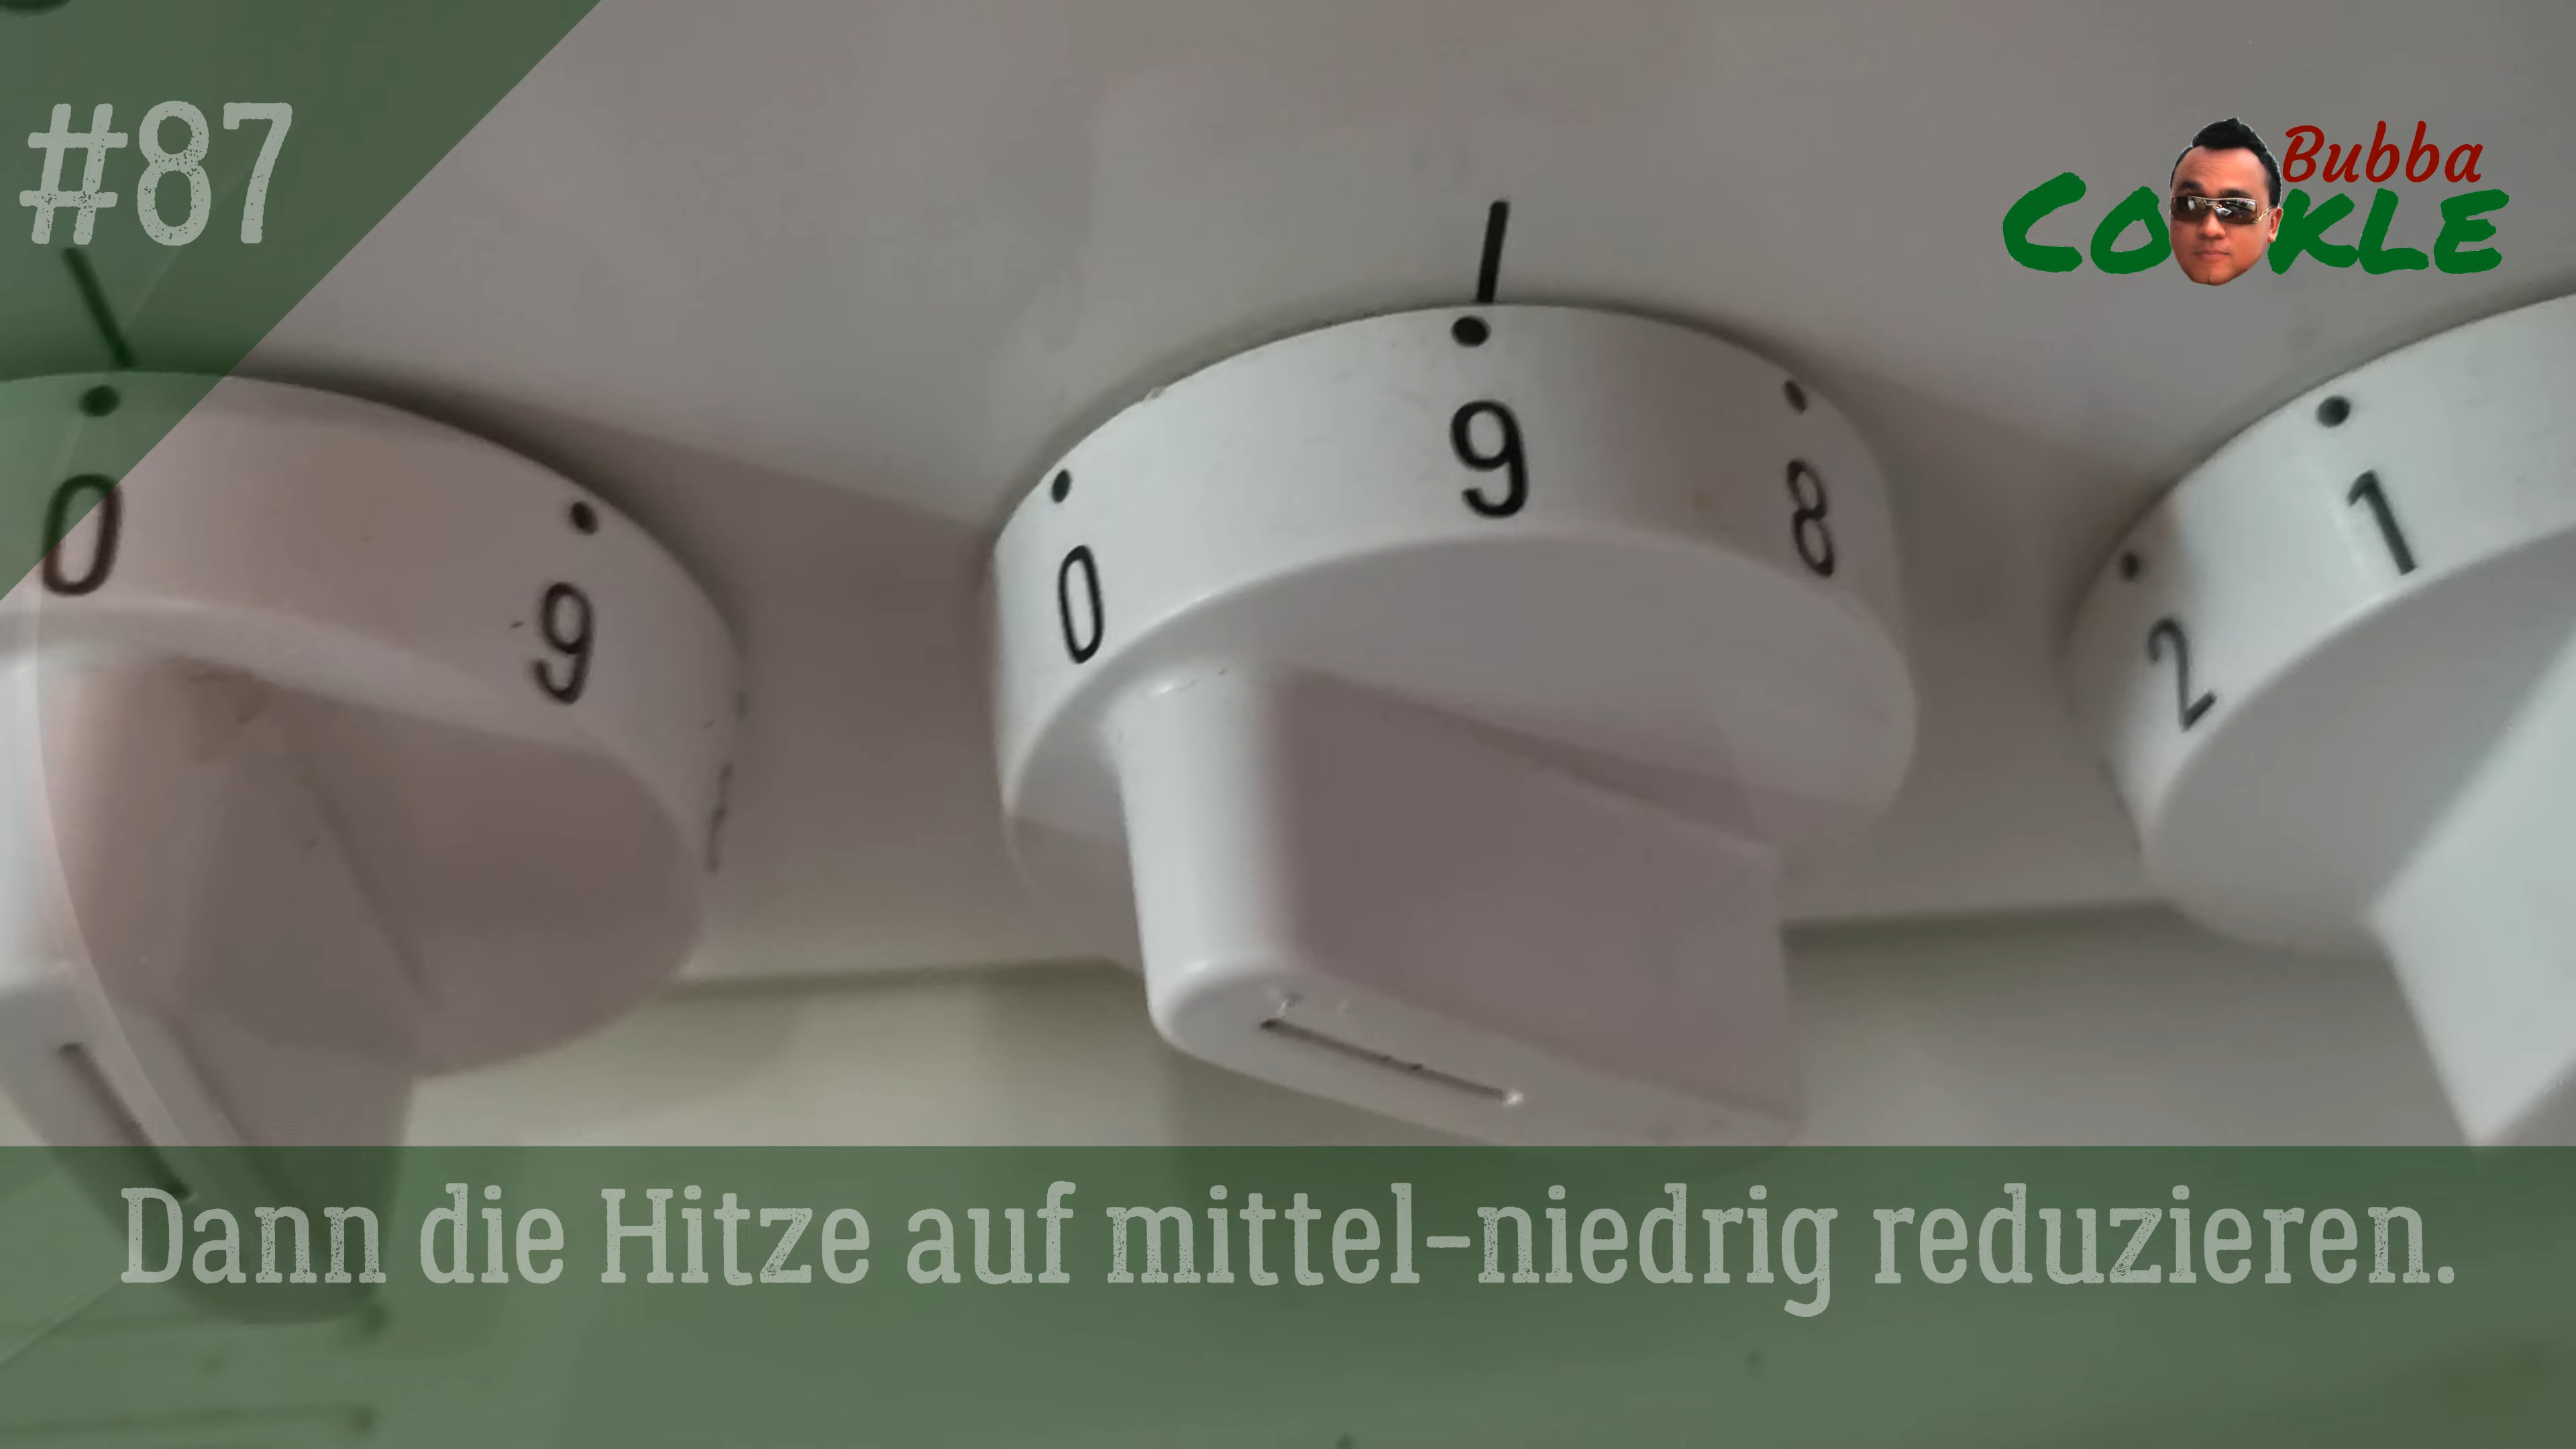 #87
Bubba
COOKLE
0
9
0
9
8
2
1
Dann die Hitze auf mittel-niedrig reduzieren.